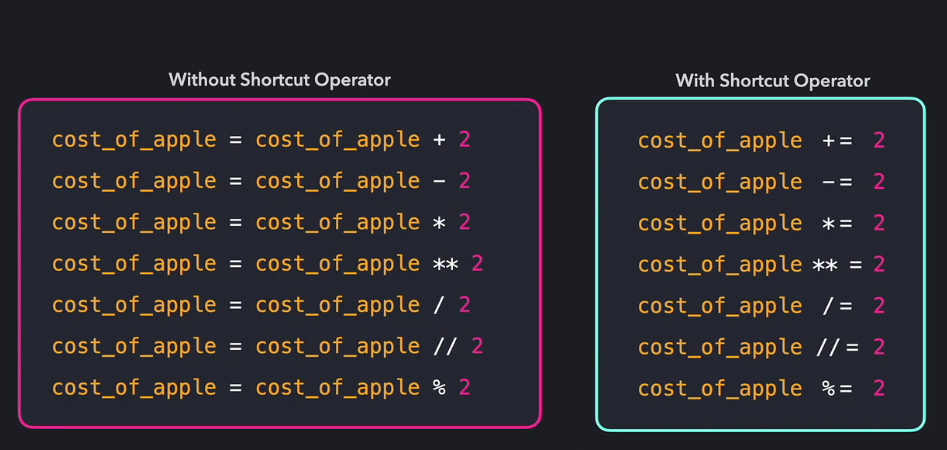 Without Shortcut Operator
cost_of_apple = cost_of_apple + 2
cost_of_apple = cost_of_apple - 2
cost_of_apple = cost_of_apple * 2
cost_of_apple = cost_of_apple ** 2
cost_of_apple = cost_of_apple / 2
cost_of_apple = cost_of_apple // 2
cost_of_apple = cost_of_apple % 2
With Shortcut Operator
cost_of_apple += 2
cost_of_apple -= 2
cost_of_apple *= 2
cost_of_apple ** = 2
cost_of_apple /= 2
cost_of_apple //= 2
cost_of_apple %= 2